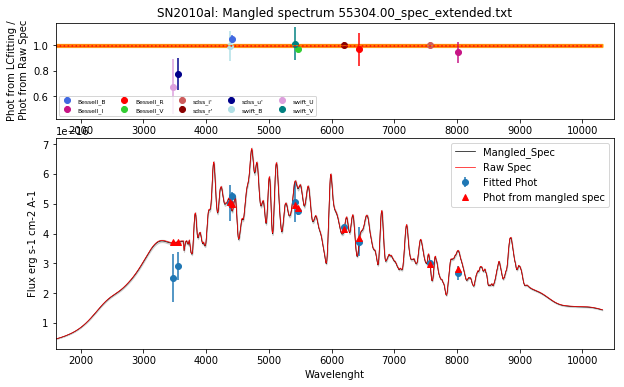 SN2010al: Mangled spectrum 55304.00_spec_extended.txt
Phot from LCfitting /
Phot from Raw Spec
1.0
0.8
0.6
Bessell_B
Bessell_I
Bessell_R
Bessell_V
sdss_i'
sdss_r'
sdss_u'
swift_B
swift_U
swift_V
2000 3000 4000 5000 6000 7000 8000 9000 10000
1e−16
Flux erg s-1 cm-2 A-1
7
6
5
4
3
2
1
Mangled_Spec
Raw Spec
Fitted Phot
Phot from mangled spec
2000 3000 4000 5000 6000 7000 8000 9000 10000
Wavelenght